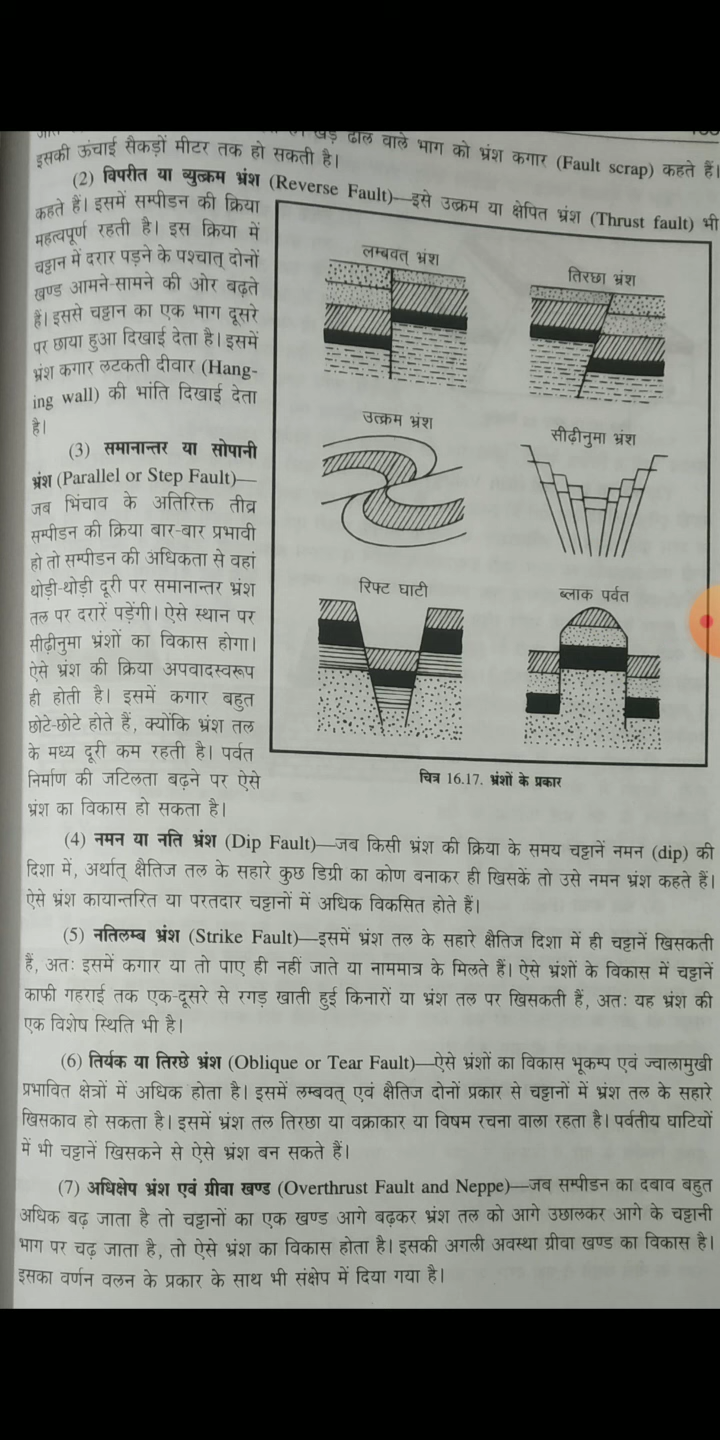 खड़े ढाल वाले भाग को भ्रंश कगार (Fault scrap) कहते हैं।
इसकी ऊंचाई सैकड़ों मीटर तक हो सकती है।
(2) विपरीत या व्युत्क्रम भ्रंश (Reverse Fault)—इसे उत्क्रम या क्षेपित भ्रंश (Thrust fault) भी
कहते हैं। इसमें सम्पीडन की क्रिया
महत्वपूर्ण रहती है। इस क्रिया में
चट्टान में दरार पड़ने के पश्चात् दोनों
खण्ड आमने-सामने की ओर बढ़ते
हैं। इससे चट्टान का एक भाग दूसरे
पर छाया हुआ दिखाई देता है। इसमें
भ्रंश कगार लटकती दीवार (Hang-
ing wall) की भांति दिखाई देता
है।
(3) समानान्तर या सोपानी
भ्रंश (Parallel or Step Fault)—
जब भिंचाव के अतिरिक्त तीव्र
सम्पीडन की क्रिया बार-बार प्रभावी
हो तो सम्पीडन की अधिकता से वहां
थोड़ी-थोड़ी दूरी पर समानान्तर भ्रंश
तल पर दरारें पड़ेंगी। ऐसे स्थान पर
सीढ़ीनुमा भ्रंशों का विकास होगा।
ऐसे भ्रंश की क्रिया अपवादस्वरूप
ही होती है। इसमें कगार बहुत
छोटे-छोटे होते हैं, क्योंकि भ्रंश तल
के मध्य दूरी कम रहती है। पर्वत
निर्माण की जटिलता बढ़ने पर ऐसे
भ्रंश का विकास हो सकता है।
लम्बवत् भ्रंश
तिरछा भ्रंश
उत्क्रम भ्रंश
सीढ़ीनुमा भ्रंश
रिफ्ट घाटी
ब्लाक पर्वत
चित्र 16.17. भ्रंशों के प्रकार
(4) नमन या नति भ्रंश (Dip Fault)—जब किसी भ्रंश की क्रिया के समय चट्टानें नमन (dip) की
दिशा में, अर्थात् क्षैतिज तल के सहारे कुछ डिग्री का कोण बनाकर ही खिसकें तो उसे नमन भ्रंश कहते हैं।
ऐसे भ्रंश कायान्तरित या परतदार चट्टानों में अधिक विकसित होते हैं।
(5) नतिलम्ब भ्रंश (Strike Fault)—इसमें भ्रंश तल के सहारे क्षैतिज दिशा में ही चट्टानें खिसकती
हैं, अतः इसमें कगार या तो पाए ही नहीं जाते या नाममात्र के मिलते हैं। ऐसे भ्रंशों के विकास में चट्टानें
काफी गहराई तक एक-दूसरे से रगड़ खाती हुई किनारों या भ्रंश तल पर खिसकती हैं, अतः यह भ्रंश की
एक विशेष स्थिति भी है।
(6) तिर्यक या तिरछे भ्रंश (Oblique or Tear Fault)—ऐसे भ्रंशों का विकास भूकम्प एवं ज्वालामुखी
प्रभावित क्षेत्रों में अधिक होता है। इसमें लम्बवत् एवं क्षैतिज दोनों प्रकार से चट्टानों में भ्रंश तल के सहारे
खिसकाव हो सकता है। इसमें भ्रंश तल तिरछा या वक्राकार या विषम रचना वाला रहता है। पर्वतीय घाटियों
में भी चट्टानें खिसकने से ऐसे भ्रंश बन सकते हैं।
(7) अधिक्षेप भ्रंश एवं ग्रीवा खण्ड (Overthrust Fault and Neppe)—जब सम्पीडन का दबाव बहुत
अधिक बढ़ जाता है तो चट्टानों का एक खण्ड आगे बढ़कर भ्रंश तल को आगे उछालकर आगे के चट्टानी
भाग पर चढ़ जाता है, तो ऐसे भ्रंश का विकास होता है। इसकी अगली अवस्था ग्रीवा खण्ड का विकास है।
इसका वर्णन वलन के प्रकार के साथ भी संक्षेप में दिया गया है।